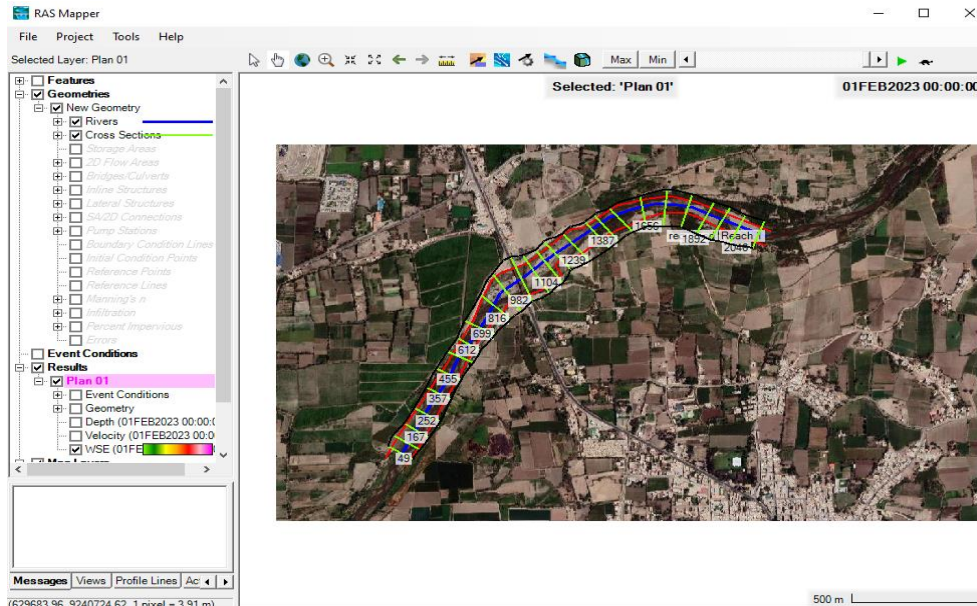 RAS Mapper
File Project Tools Help
Selected Layer: Plan 01
Max Min
Features
Geometries
New Geometry
Rivers
Cross Sections
Storage Areas
2D Flow Areas
Bridges/Culverts
Inline Structures
Lateral Structures
SA/2D Connections
Pump Stations
Boundary Condition Lines
Initial Condition Points
Reference Points
Reference Lines
Manning's n
Infiltration
Percent Impervious
Errors
Event Conditions
Results
Plan 01
Event Conditions
Geometry
Depth (01FEB2023 00:00:0
Velocity (01FEB2023 00:0
WSE (01FE
Messages Views Profile Lines Ac
(629683.96, 9240724.62 1 pixel = 3.91 m)
Selected: 'Plan 01'
01FEB2023 00:00:00
1656
1387
1892
Reach
2048
1239
1104
982
816
699
612
455
357
252
167
49
500 m